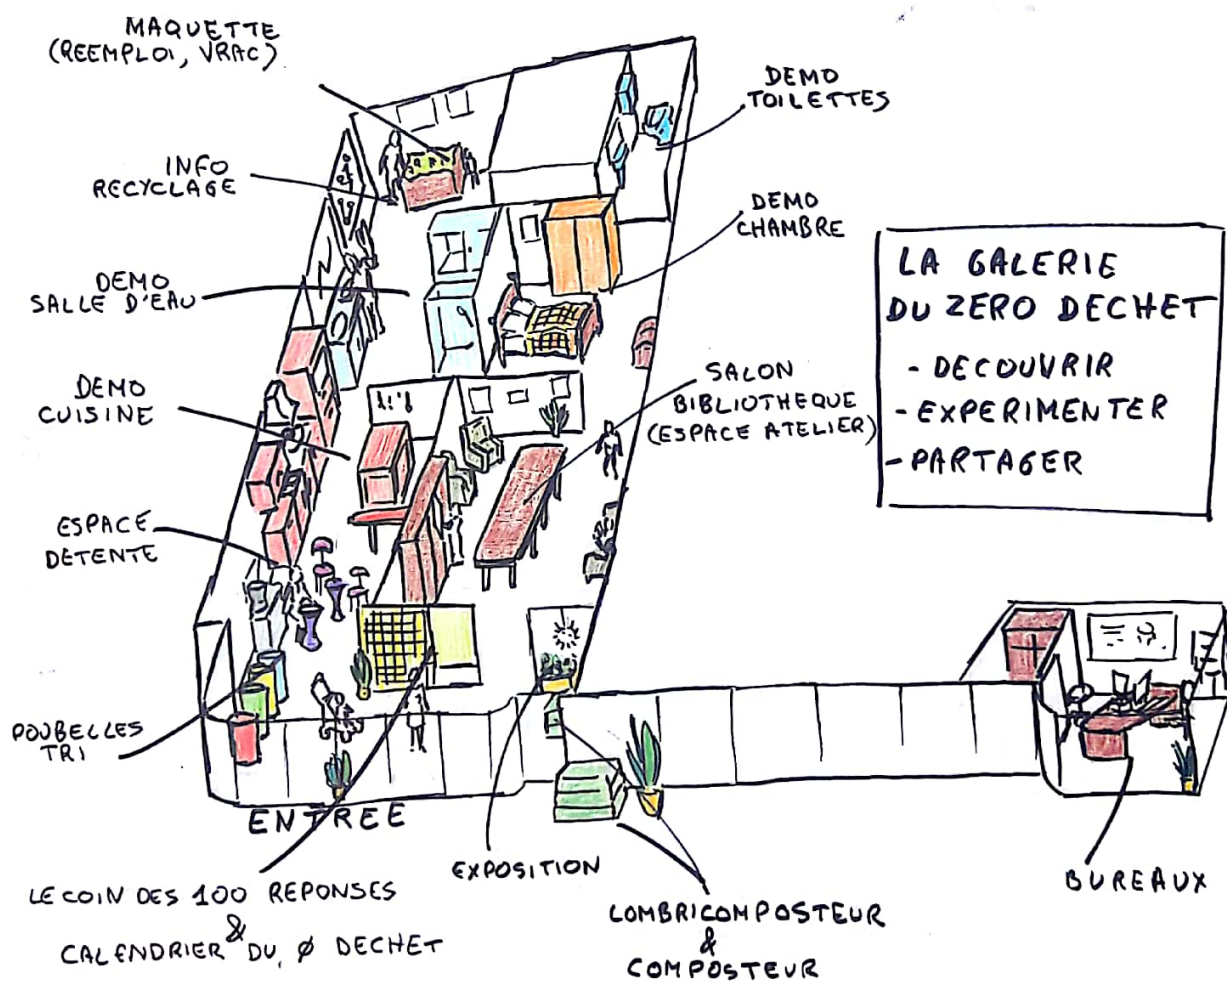 MAQUETTE
(REEMPLOI, VRAC)
DEMO
TOILETTES
INFO
RECYCLAGE
DEMO
CHAMBRE
LA GALERIE
DU ZERO DECHET
- DECOUVRIR
- EXPERIMENTER
- PARTAGER
DEMO
SALLE D'EAU
DEMO
CUISINE
SALON
BIBLIOTHEQUE
(ESPACE ATELIER)
ESPACE
DETENTE
POUBELLES
TRI
ENTREE
EXPOSITION
BUREAUX
LE COIN DES 100 REPONSES
&
CALENDRIER DU Ø DECHET
LOMBRICOMPOSTEUR
&
COMPOSTEUR